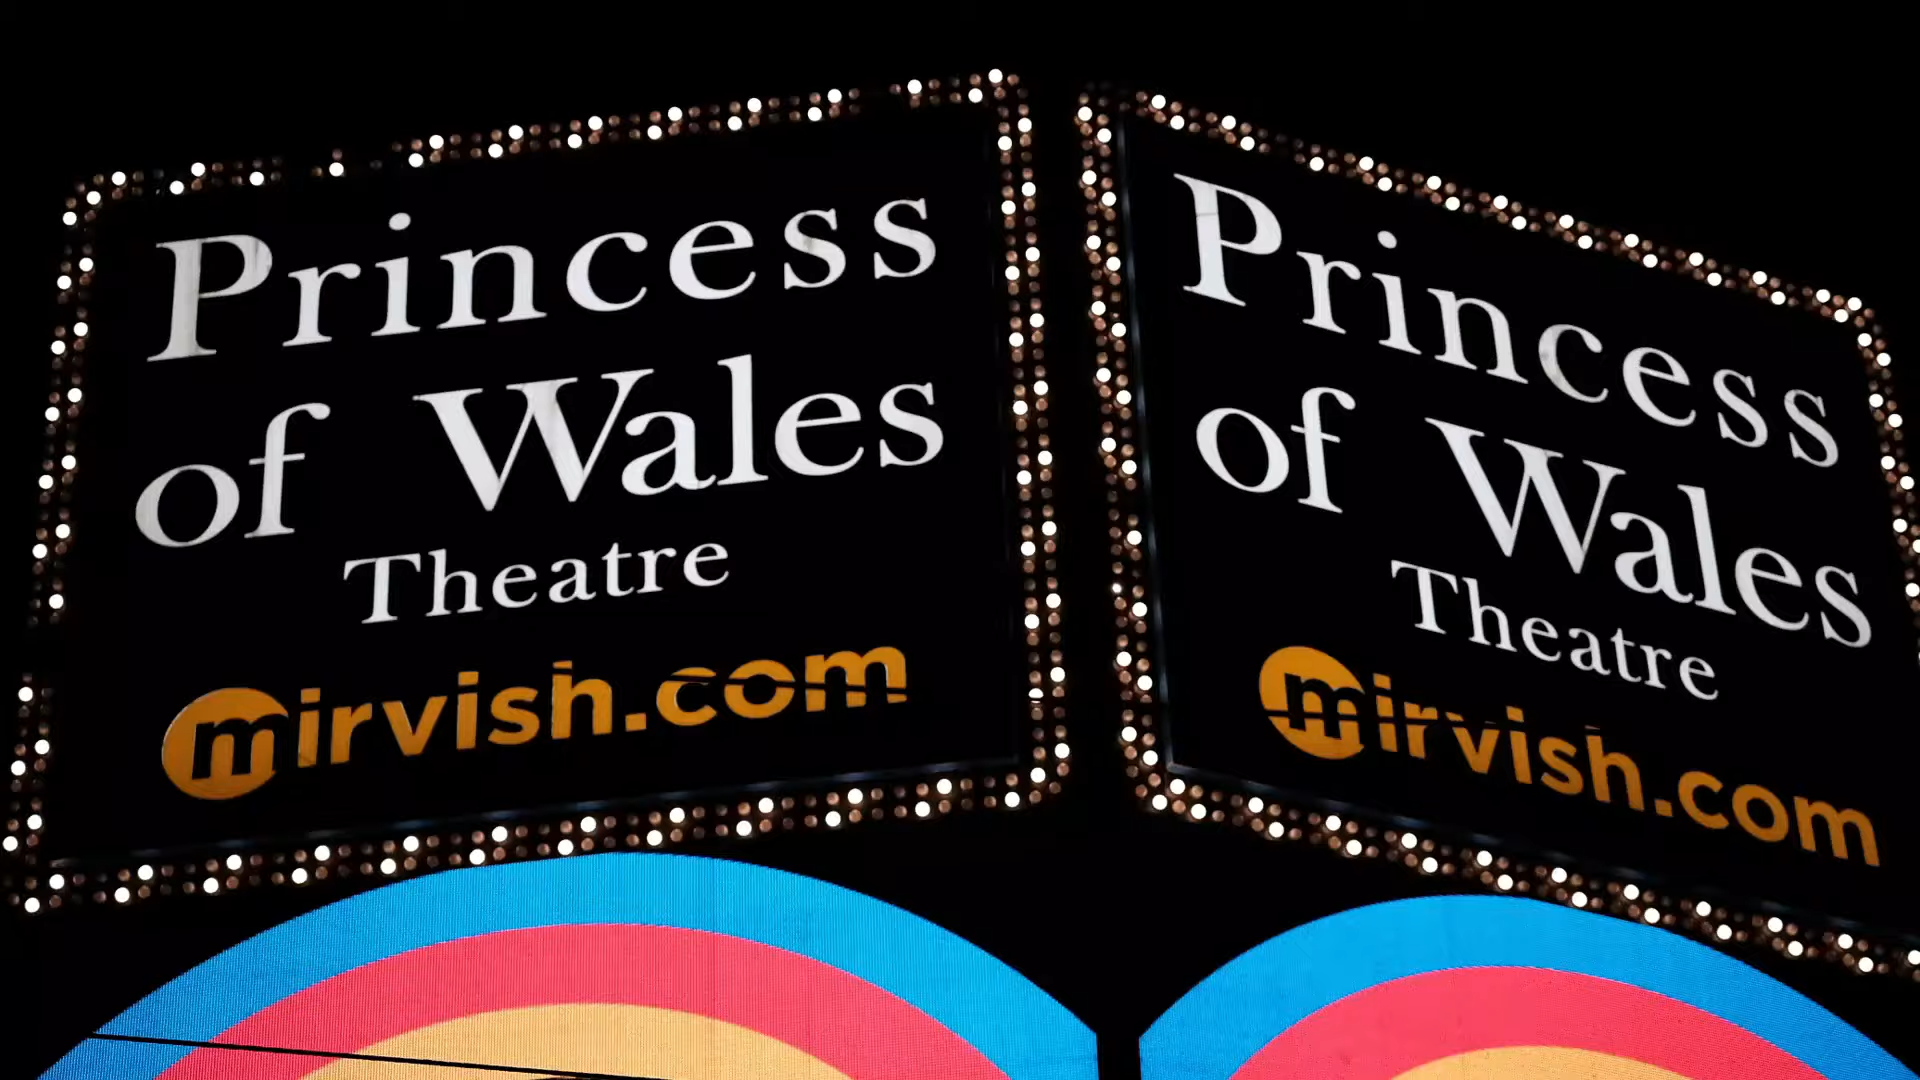 Princess
of Wales
Theatre
mirvish.com
Princess
of Wales
Theatre
mirvish.com